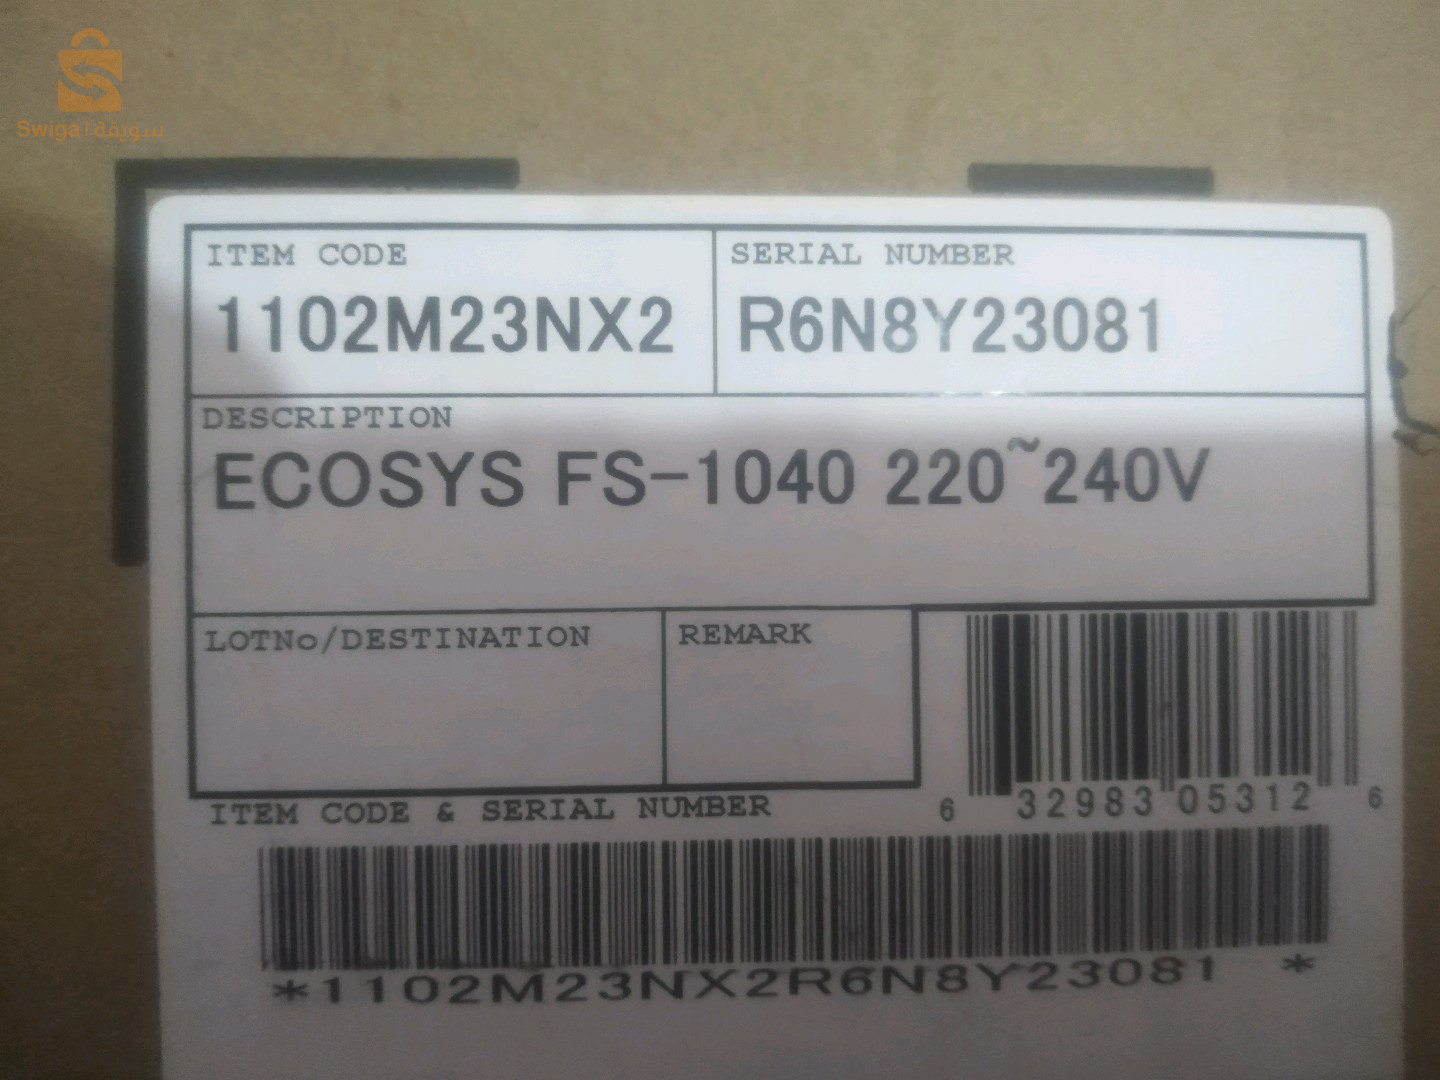 Swiga سويقة
ITEM CODE
SERIAL NUMBER
1102M23NX2
R6N8Y23081
DESCRIPTION
ECOSYS FS-1040 220~240V
LOTNo/DESTINATION
REMARK
6 32983 05312 6
ITEM CODE & SERIAL NUMBER
*1102M23NX2R6N8Y23081 *